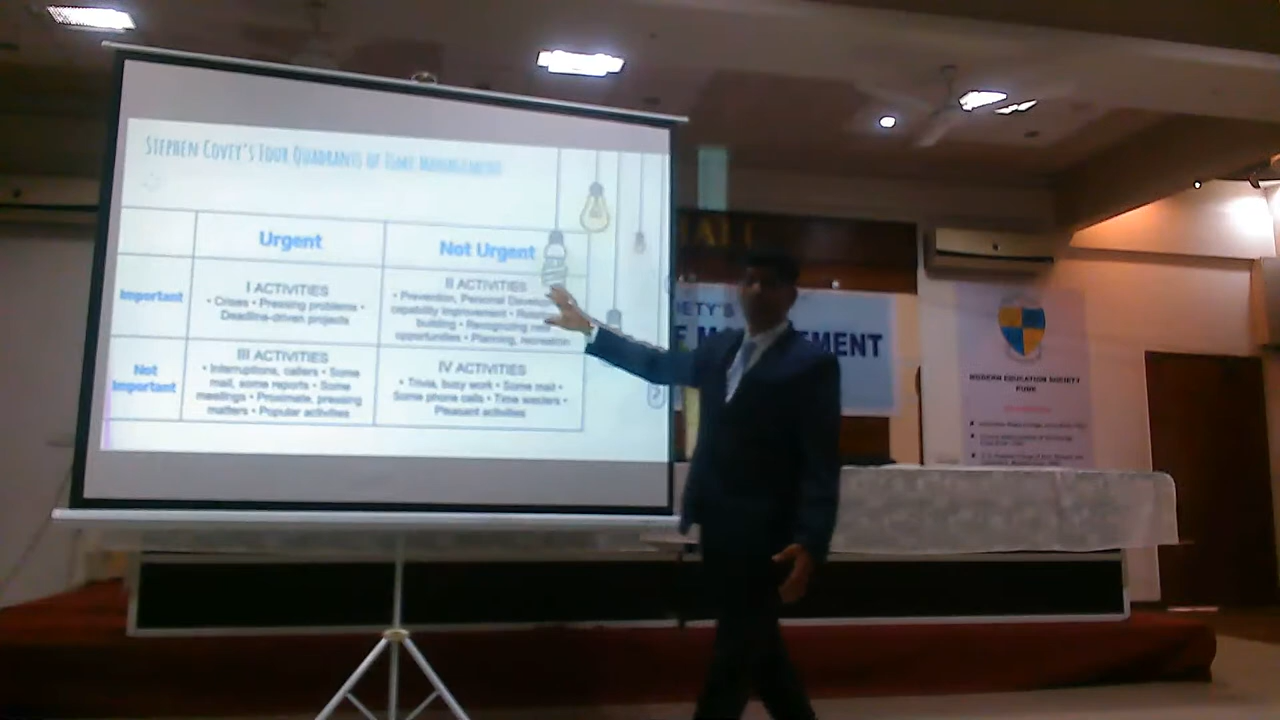 STEPHEN COVEY'S FOUR QUADRANTS OF TIME MANAGEMENT
Urgent
Not Urgent
Important
I ACTIVITIES
• Crises • Pressing problems •
Deadline-driven projects
II ACTIVITIES
• Prevention, Personal
capability improvement •
building • Recognizing
opportunities • Planning, recreation
Not
Important
III ACTIVITIES
• Interruptions, callers • Some
mail, some reports • Some
meetings • Proximate, pressing
matters • Popular activities
IV ACTIVITIES
• Trivia, busy work • Some mail •
Some phone calls • Time wasters •
Pleasant activities
HALL
IETY'S
MANAGEMENT
MODERN EDUCATION SOCIETY
PUNE